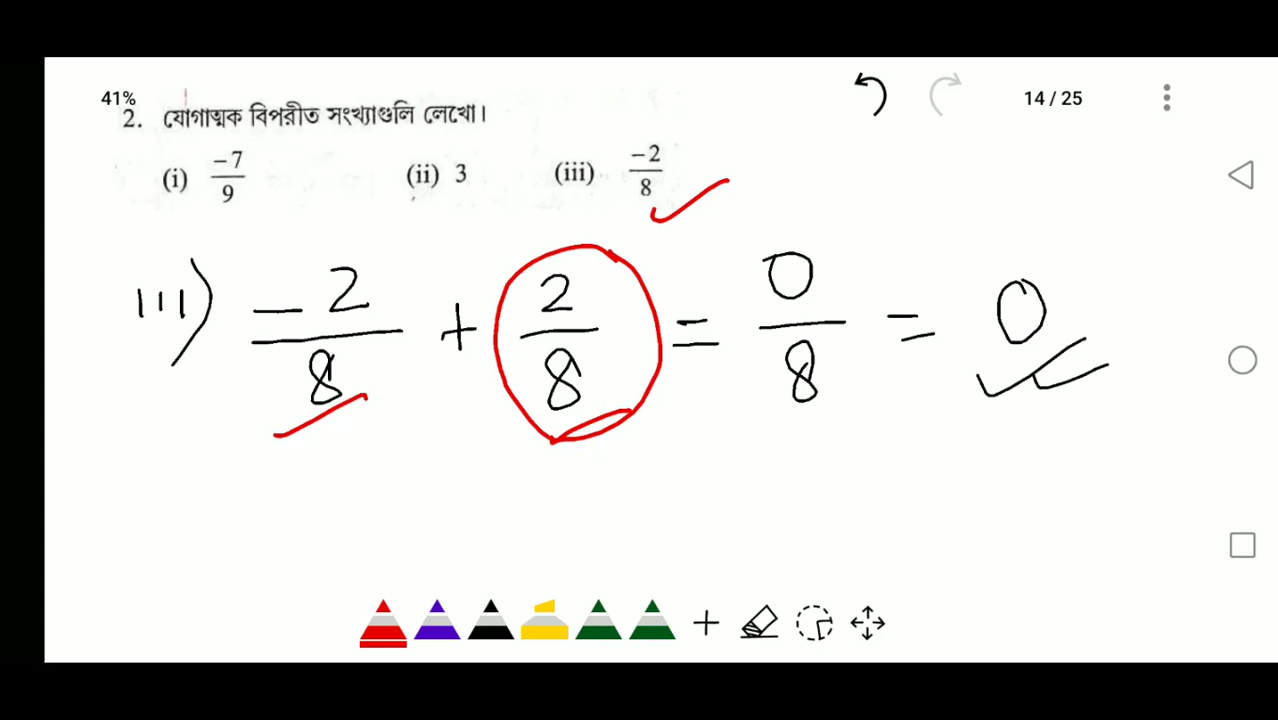 41%
14 / 25
2. যোগাত্মক বিপরীত সংখ্যাগুলি লেখো।
(i) -7/9 (ii) 3 (iii) -2/8
iii) -2/8 + 2/8 = 0/8 = 0